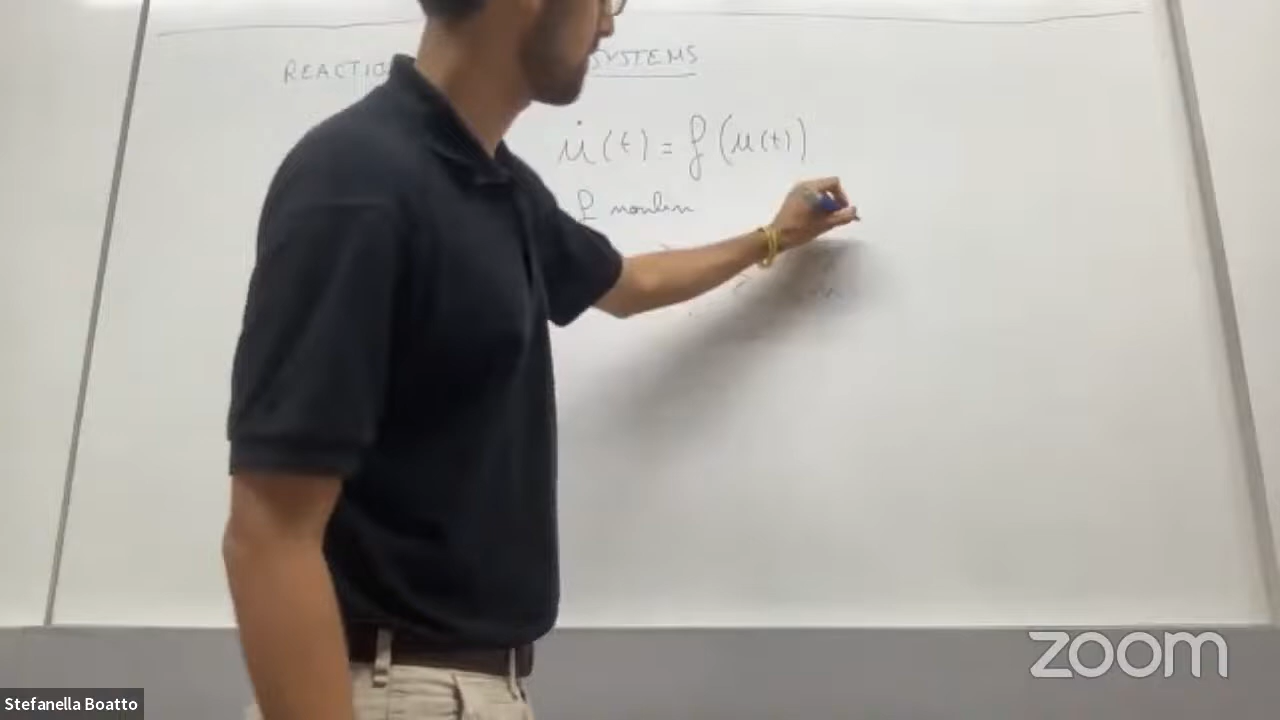 REACTIO SYSTEMS
u̇(t) = f(u(t))
f nonlin
zoom
Stefanella Boatto